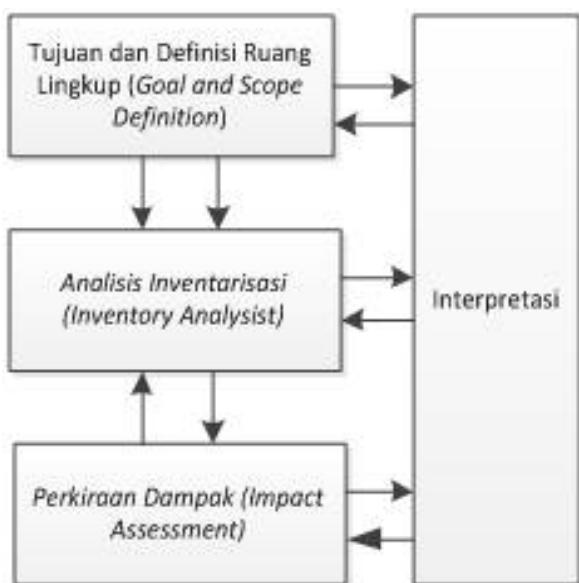 Tujuan dan Definisi Ruang
Lingkup (Goal and Scope
Definition)
Analisis Inventarisasi
(Inventory Analysist)
Interpretasi
Perkiraan Dampak (Impact
Assessment)